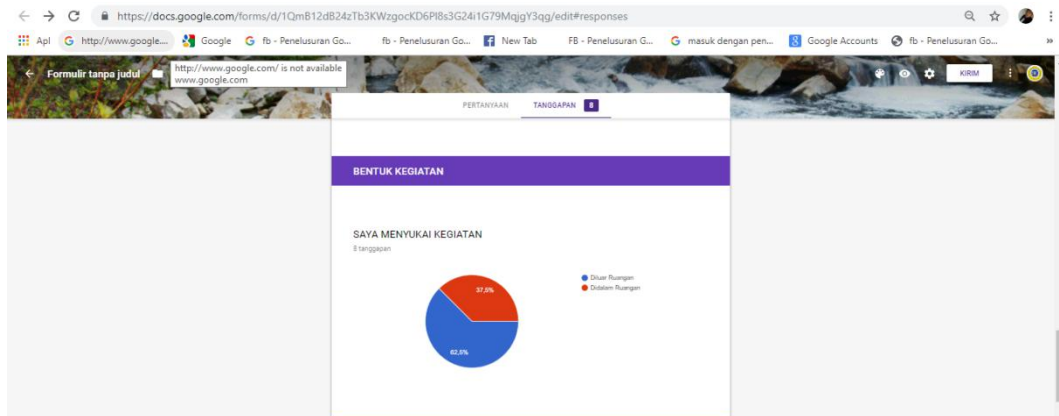 https://docs.google.com/forms/d/1QmB12dB24zTb3KWzgocKD6Pl8s3G24i1G79MqjgY3qg/edit#responses
Apl http://www.google.... Google fb - Penelusuran Go... fb - Penelusuran Go... New Tab FB - Penelusuran G... masuk dengan pen... Google Accounts fb - Penelusuran Go... »
Formulir tanpa judul
http://www.google.com/ is not available
www.google.com
KIRIM
PERTANYAAN TANGGAPAN 8
BENTUK KEGIATAN
SAYA MENYUKAI KEGIATAN
8 tanggapan
37,5%
62,5%
Diluar Ruangan
Didalam Ruangan